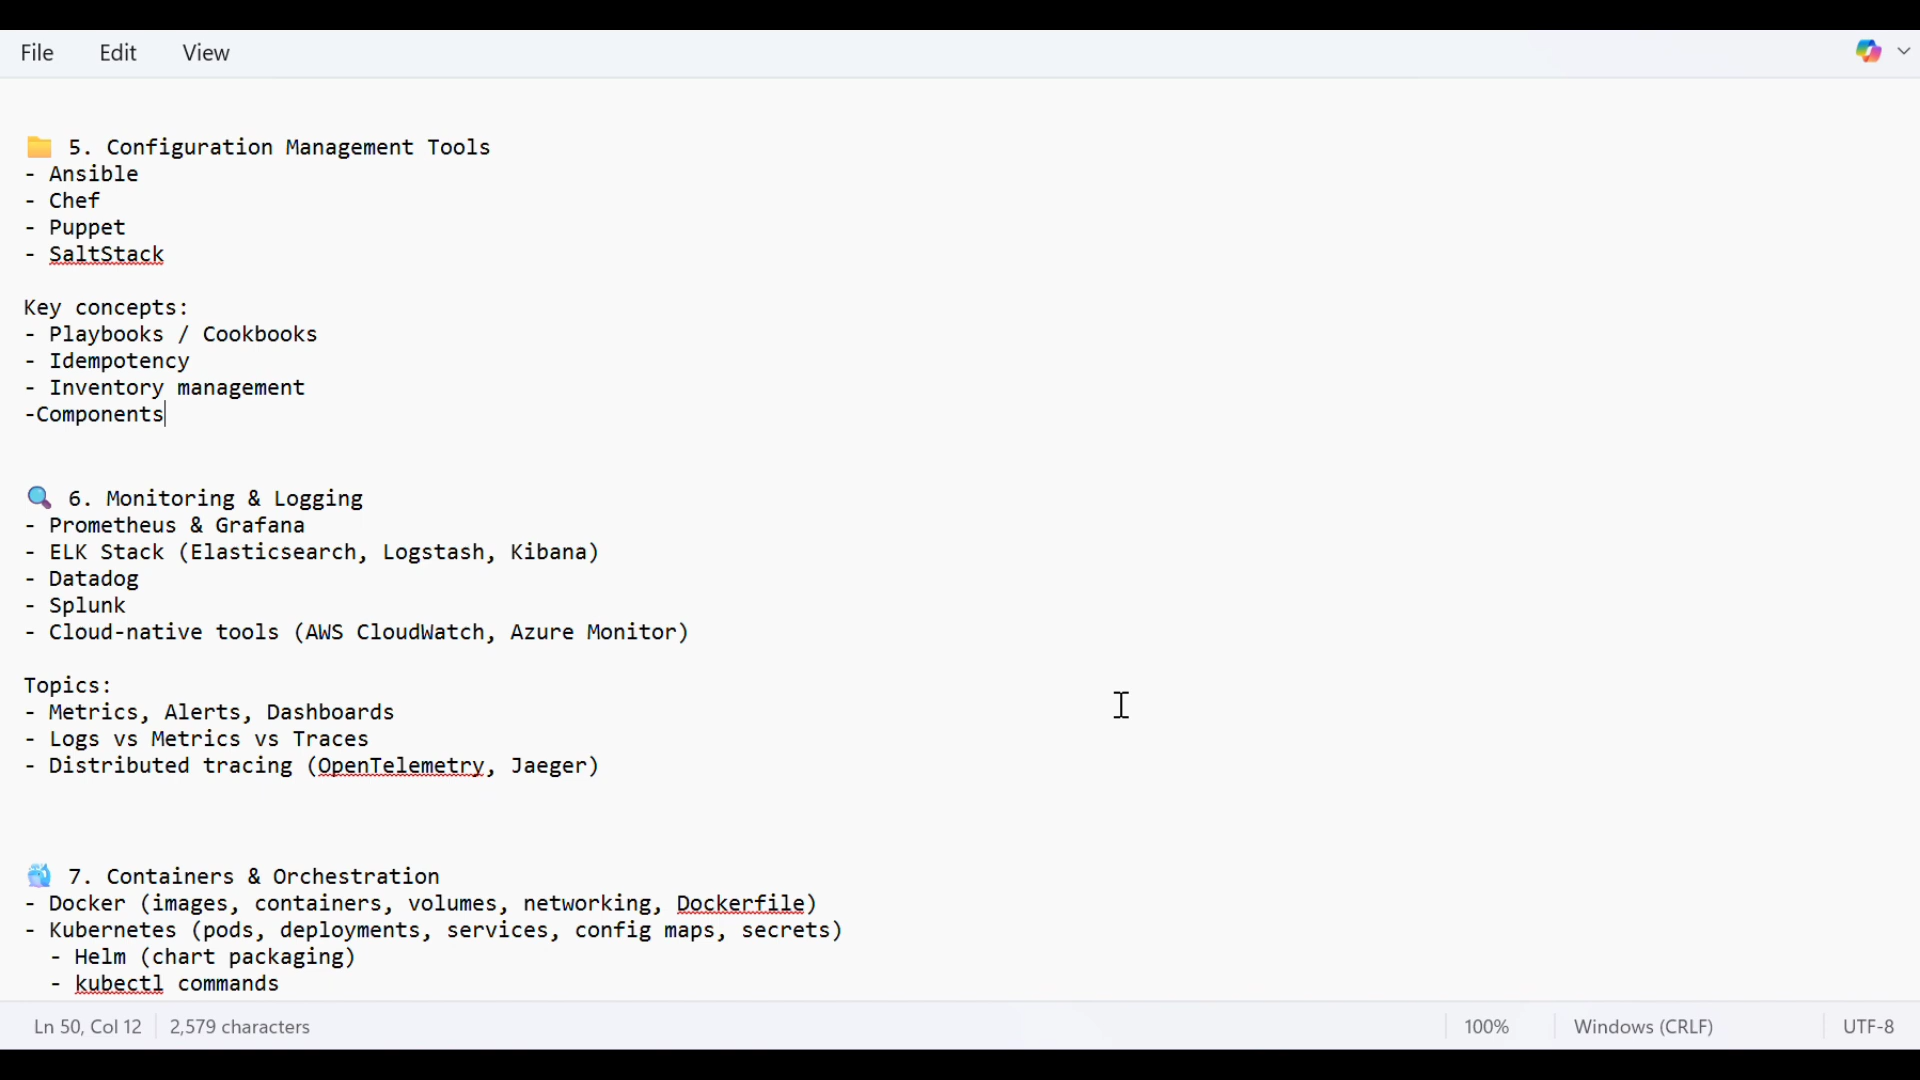 File Edit View
5. Configuration Management Tools
- Ansible
- Chef
- Puppet
- SaltStack
Key concepts:
- Playbooks / Cookbooks
- Idempotency
- Inventory management
-Components
6. Monitoring & Logging
- Prometheus & Grafana
- ELK Stack (Elasticsearch, Logstash, Kibana)
- Datadog
- Splunk
- Cloud-native tools (AWS CloudWatch, Azure Monitor)
Topics:
- Metrics, Alerts, Dashboards
- Logs vs Metrics vs Traces
- Distributed tracing (OpenTelemetry, Jaeger)
7. Containers & Orchestration
- Docker (images, containers, volumes, networking, Dockerfile)
- Kubernetes (pods, deployments, services, config maps, secrets)
- Helm (chart packaging)
- kubectl commands
Ln 50, Col 12 2,579 characters 100% Windows (CRLF) UTF-8